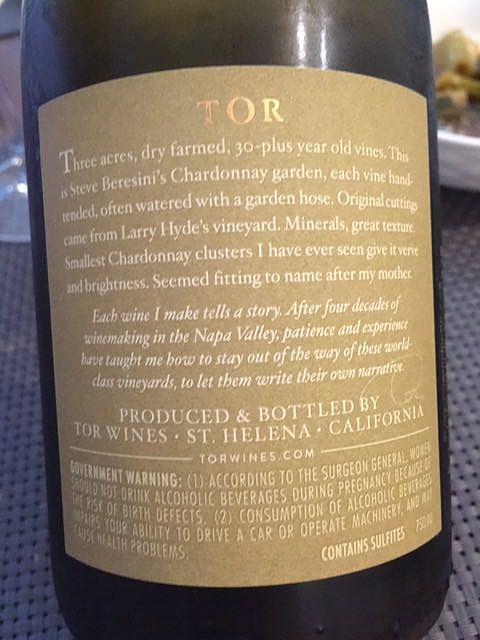 TOR
Three acres, dry farmed, 30-plus year old vines. This
is Steve Beresini's Chardonnay garden, each vine hand-
tended, often watered with a garden hose. Original cuttings
came from Larry Hyde's vineyard. Minerals, great texture.
Smallest Chardonnay clusters I have ever seen give it verve
and brightness. Seemed fitting to name after my mother.
Each wine I make tells a story. After four decades of
winemaking in the Napa Valley, patience and experience
have taught me how to stay out of the way of these world-
class vineyards, to let them write their own narrative.
PRODUCED & BOTTLED BY
TOR WINES · ST. HELENA · CALIFORNIA
TORWINES.COM
GOVERNMENT WARNING: (1) ACCORDING TO THE SURGEON GENERAL, WOMEN
SHOULD NOT DRINK ALCOHOLIC BEVERAGES DURING PREGNANCY BECAUSE OF
THE RISK OF BIRTH DEFECTS. (2) CONSUMPTION OF ALCOHOLIC BEVERAGES
IMPAIRS YOUR ABILITY TO DRIVE A CAR OR OPERATE MACHINERY, AND MAY
CAUSE HEALTH PROBLEMS. CONTAINS SULFITES 750 ML